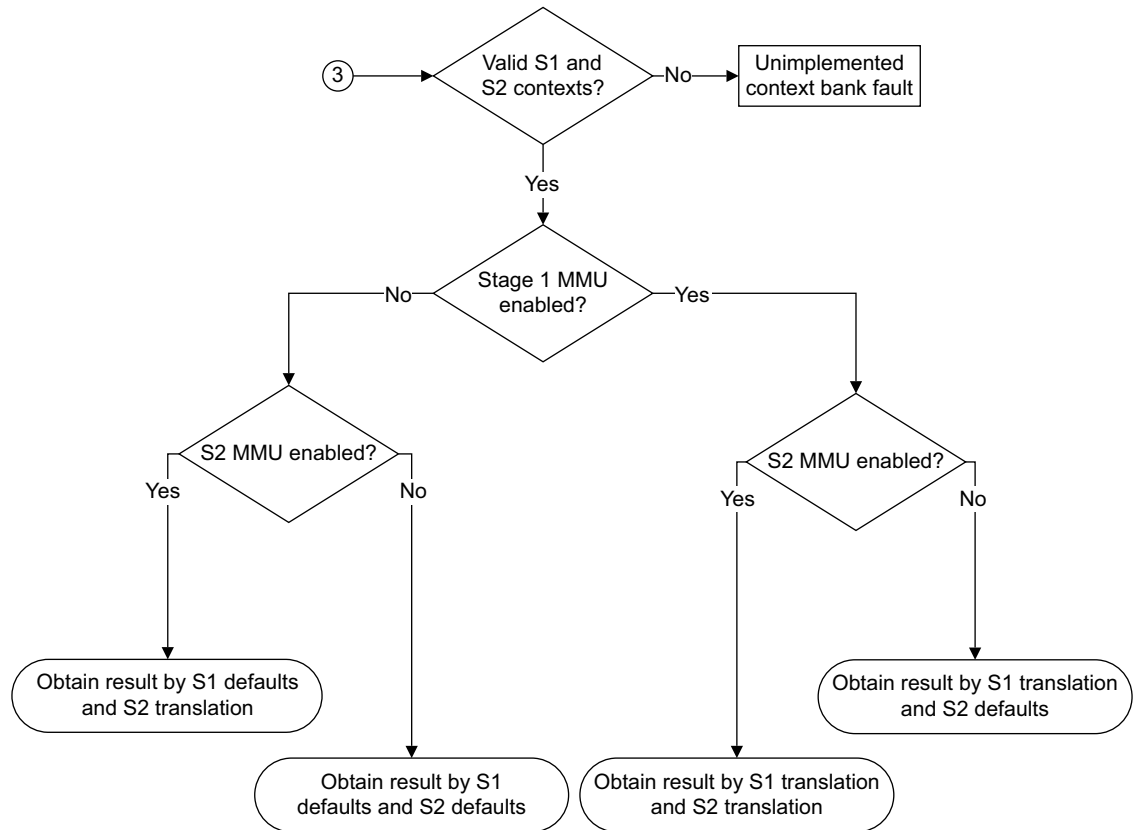 3
Valid S1 and
S2 contexts?
No
Unimplemented
context bank fault
Yes
Stage 1 MMU
enabled?
No
Yes
S2 MMU enabled?
Yes
No
S2 MMU enabled?
Yes
No
Obtain result by S1 defaults
and S2 translation
Obtain result by S1 translation
and S2 defaults
Obtain result by S1
defaults and S2 defaults
Obtain result by S1 translation
and S2 translation